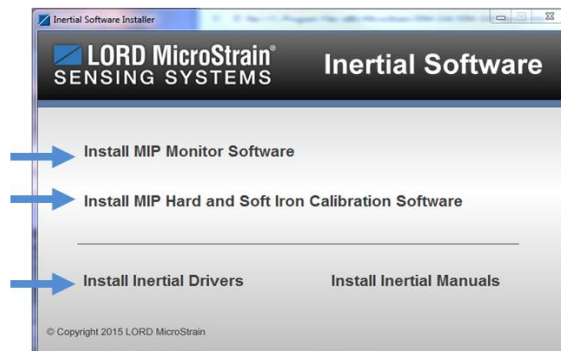 Inertial Software Installer
LORD MicroStrain®
SENSING SYSTEMS
Inertial Software
Install MIP Monitor Software
Install MIP Hard and Soft Iron Calibration Software
Install Inertial Drivers
Install Inertial Manuals
© Copyright 2015 LORD MicroStrain